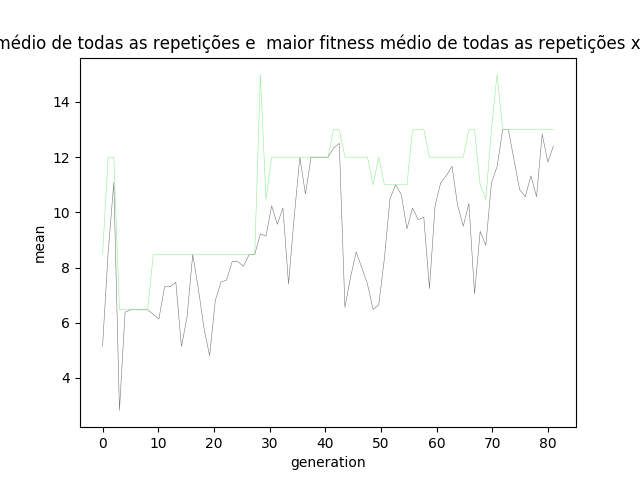 médio de todas as repetições e  maior fitness médio de todas as repetições x
14
12
10
8
6
4
mean
0 10 20 30 40 50 60 70 80
generation